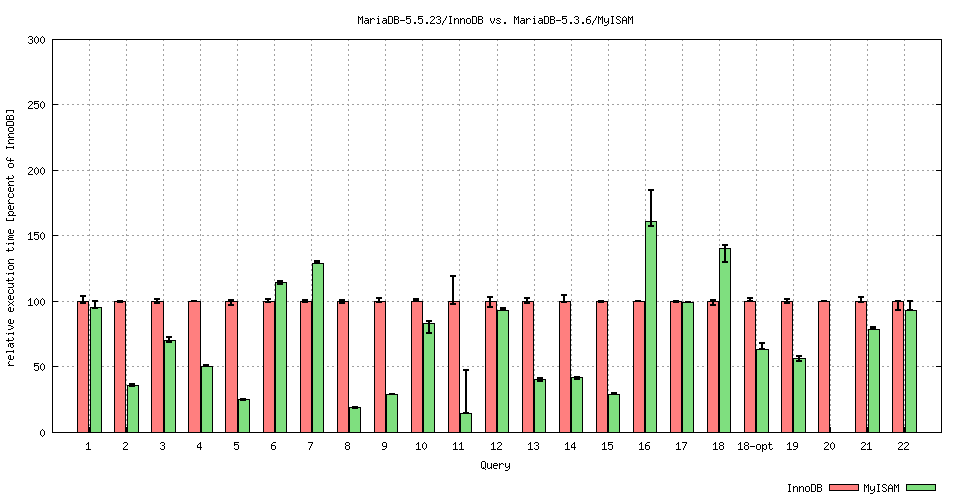 MariaDB-5.5.23/InnoDB vs. MariaDB-5.3.6/MyISAM
300
250
200
150
100
50
0
relative execution time [percent of InnoDB]
1 2 3 4 5 6 7 8 9 10 11 12 13 14 15 16 17 18 18-opt 19 20 21 22
Query
InnoDB MyISAM